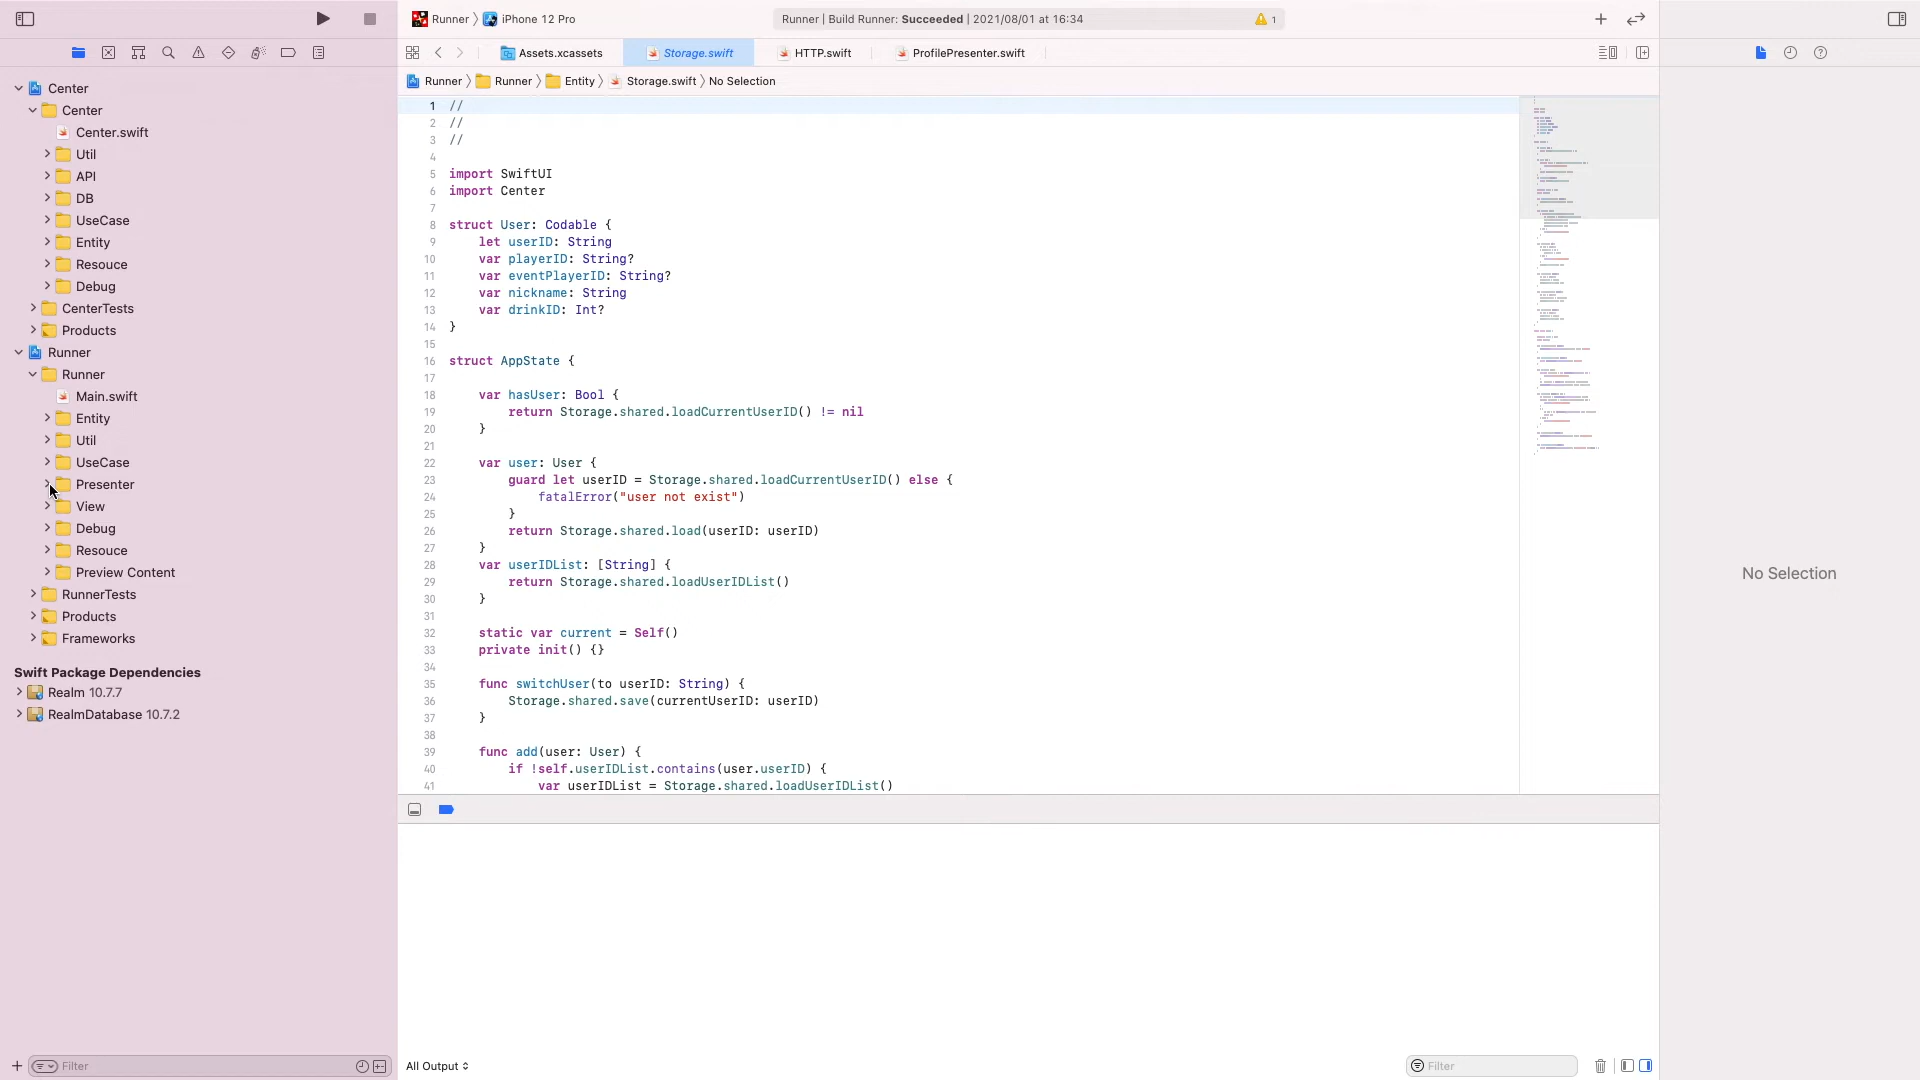 Runner 〉 iPhone 12 Pro
Runner | Build Runner: Succeeded | 2021/08/01 at 16:34
1
Assets.xcassets
Storage.swift
HTTP.swift
ProfilePresenter.swift
Runner 〉 Runner 〉 Entity 〉 Storage.swift 〉 No Selection
Center
Center
Center.swift
Util
API
DB
UseCase
Entity
Resouce
Debug
CenterTests
Products
Runner
Runner
Main.swift
Entity
Util
UseCase
Presenter
View
Debug
Resouce
Preview Content
RunnerTests
Products
Frameworks
Swift Package Dependencies
Realm 10.7.7
RealmDatabase 10.7.2
Filter
1 //
2 //
3 //
4
5 import SwiftUI
6 import Center
7
8 struct User: Codable {
9     let userID: String
10     var playerID: String?
11     var eventPlayerID: String?
12     var nickname: String
13     var drinkID: Int?
14 }
15
16 struct AppState {
17
18     var hasUser: Bool {
19         return Storage.shared.loadCurrentUserID() != nil
20     }
21
22     var user: User {
23         guard let userID = Storage.shared.loadCurrentUserID() else {
24             fatalError("user not exist")
25         }
26         return Storage.shared.load(userID: userID)
27     }
28     var userIDList: [String] {
29         return Storage.shared.loadUserIDList()
30     }
31
32     static var current = Self()
33     private init() {}
34
35     func switchUser(to userID: String) {
36         Storage.shared.save(currentUserID: userID)
37     }
38
39     func add(user: User) {
40         if !self.userIDList.contains(user.userID) {
41             var userIDList = Storage.shared.loadUserIDList()
All Output
Filter
No Selection